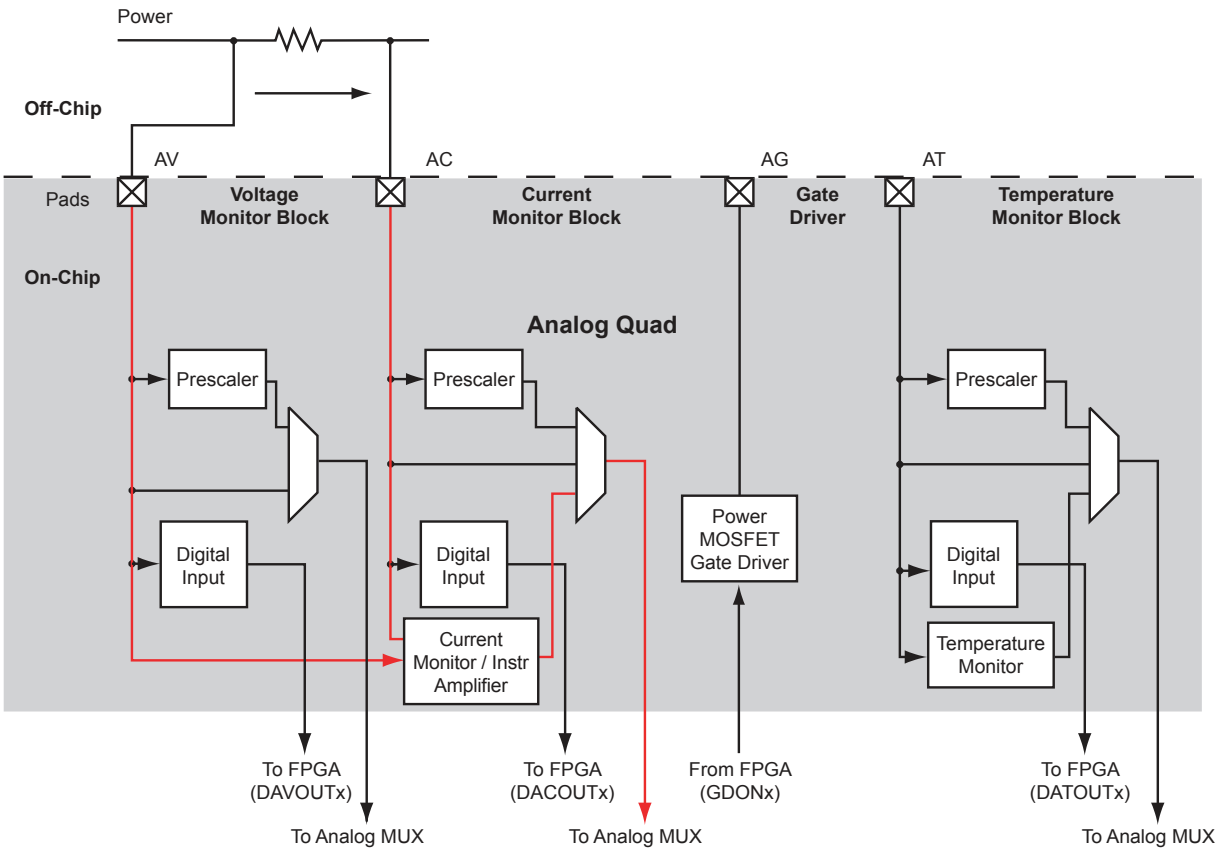 Power
Off-Chip
AV
AC
AG
AT
Pads
Voltage
Monitor Block
Current
Monitor Block
Gate
Driver
Temperature
Monitor Block
On-Chip
Analog Quad
Prescaler
Prescaler
Prescaler
Digital
Input
Digital
Input
Power
MOSFET
Gate Driver
Digital
Input
Current
Monitor / Instr
Amplifier
Temperature
Monitor
To FPGA
(DAVOUTx)
To FPGA
(DACOUTx)
From FPGA
(GDONx)
To FPGA
(DATOUTx)
To Analog MUX
To Analog MUX
To Analog MUX